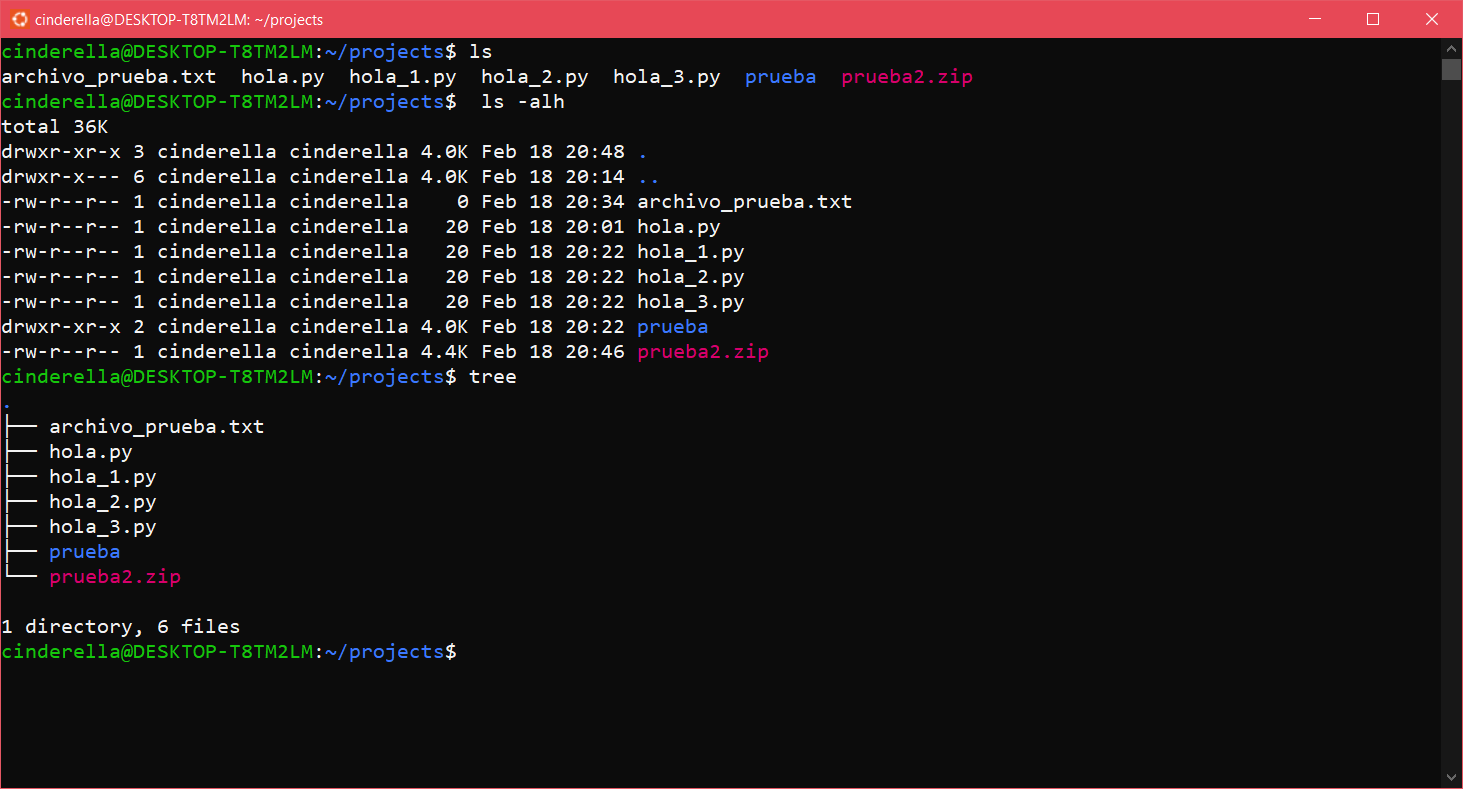 cinderella@DESKTOP-T8TM2LM: ~/projects
cinderella@DESKTOP-T8TM2LM:~/projects$ ls
archivo_prueba.txt  hola.py  hola_1.py  hola_2.py  hola_3.py  prueba  prueba2.zip
cinderella@DESKTOP-T8TM2LM:~/projects$  ls -alh
total 36K
drwxr-xr-x 3 cinderella cinderella 4.0K Feb 18 20:48 .
drwxr-x--- 6 cinderella cinderella 4.0K Feb 18 20:14 ..
-rw-r--r-- 1 cinderella cinderella    0 Feb 18 20:34 archivo_prueba.txt
-rw-r--r-- 1 cinderella cinderella   20 Feb 18 20:01 hola.py
-rw-r--r-- 1 cinderella cinderella   20 Feb 18 20:22 hola_1.py
-rw-r--r-- 1 cinderella cinderella   20 Feb 18 20:22 hola_2.py
-rw-r--r-- 1 cinderella cinderella   20 Feb 18 20:22 hola_3.py
drwxr-xr-x 2 cinderella cinderella 4.0K Feb 18 20:22 prueba
-rw-r--r-- 1 cinderella cinderella 4.4K Feb 18 20:46 prueba2.zip
cinderella@DESKTOP-T8TM2LM:~/projects$ tree
.
├── archivo_prueba.txt
├── hola.py
├── hola_1.py
├── hola_2.py
├── hola_3.py
├── prueba
└── prueba2.zip
1 directory, 6 files
cinderella@DESKTOP-T8TM2LM:~/projects$